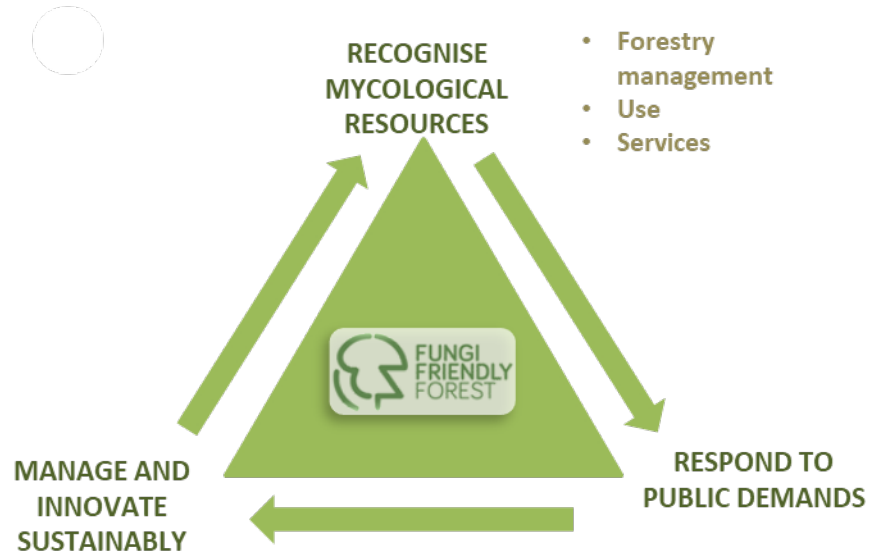 RECOGNISE
MYCOLOGICAL
RESOURCES
• Forestry
management
• Use
• Services
FUNGI
FRIENDLY
FOREST
MANAGE AND
INNOVATE
SUSTAINABLY
RESPOND TO
PUBLIC DEMANDS